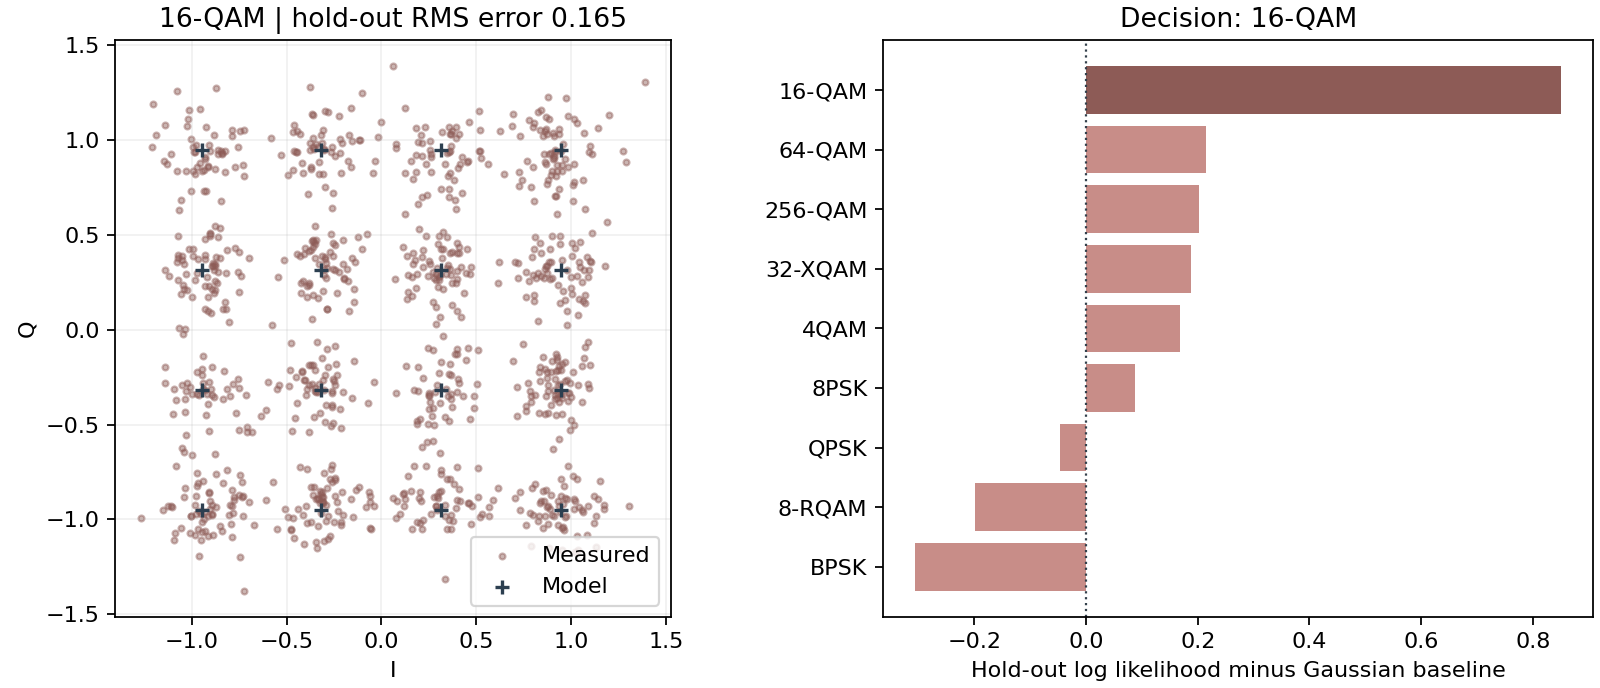 16-QAM | hold-out RMS error 0.165
1.5
1.0
0.5
0.0
−0.5
−1.0
−1.5
Q
−1.0
−0.5
0.0
0.5
1.0
1.5
I
Measured
Model
Decision: 16-QAM
16-QAM
64-QAM
256-QAM
32-XQAM
4QAM
8PSK
QPSK
8-RQAM
BPSK
−0.2
0.0
0.2
0.4
0.6
0.8
Hold-out log likelihood minus Gaussian baseline